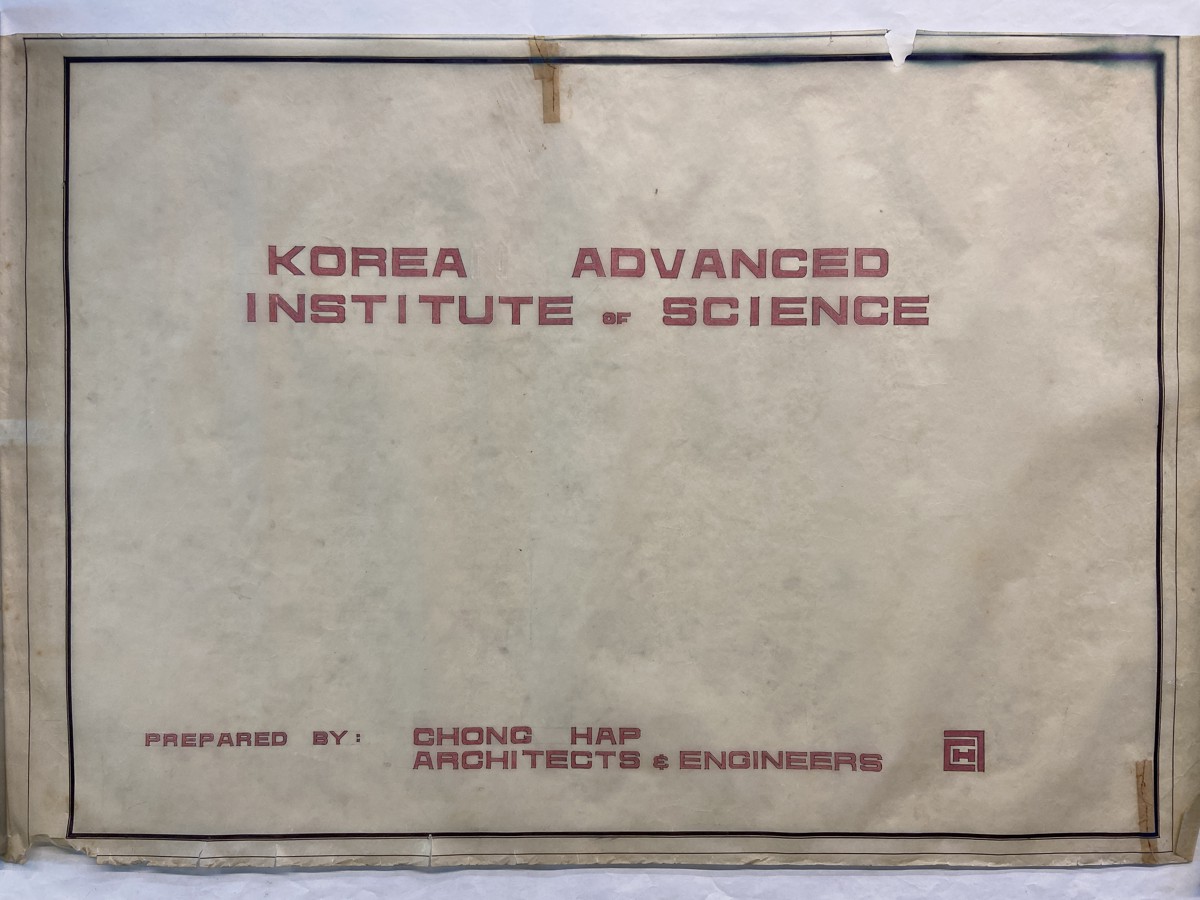 KOREA ADVANCED
INSTITUTE OF SCIENCE
PREPARED BY: CHONG HAP
ARCHITECTS & ENGINEERS